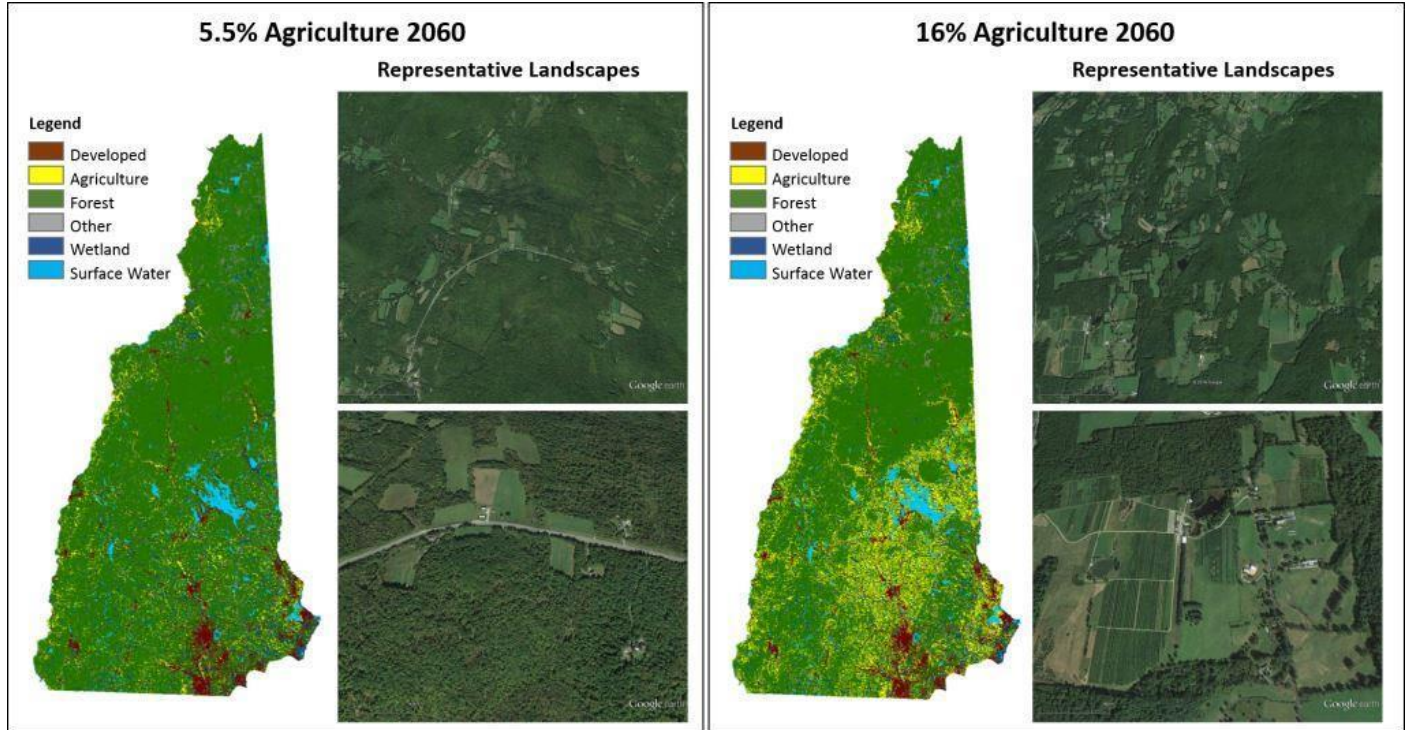 5.5% Agriculture 2060
Representative Landscapes
Legend
Developed
Agriculture
Forest
Other
Wetland
Surface Water
Google earth
Google earth
16% Agriculture 2060
Representative Landscapes
Legend
Developed
Agriculture
Forest
Other
Wetland
Surface Water
Google earth
Google earth